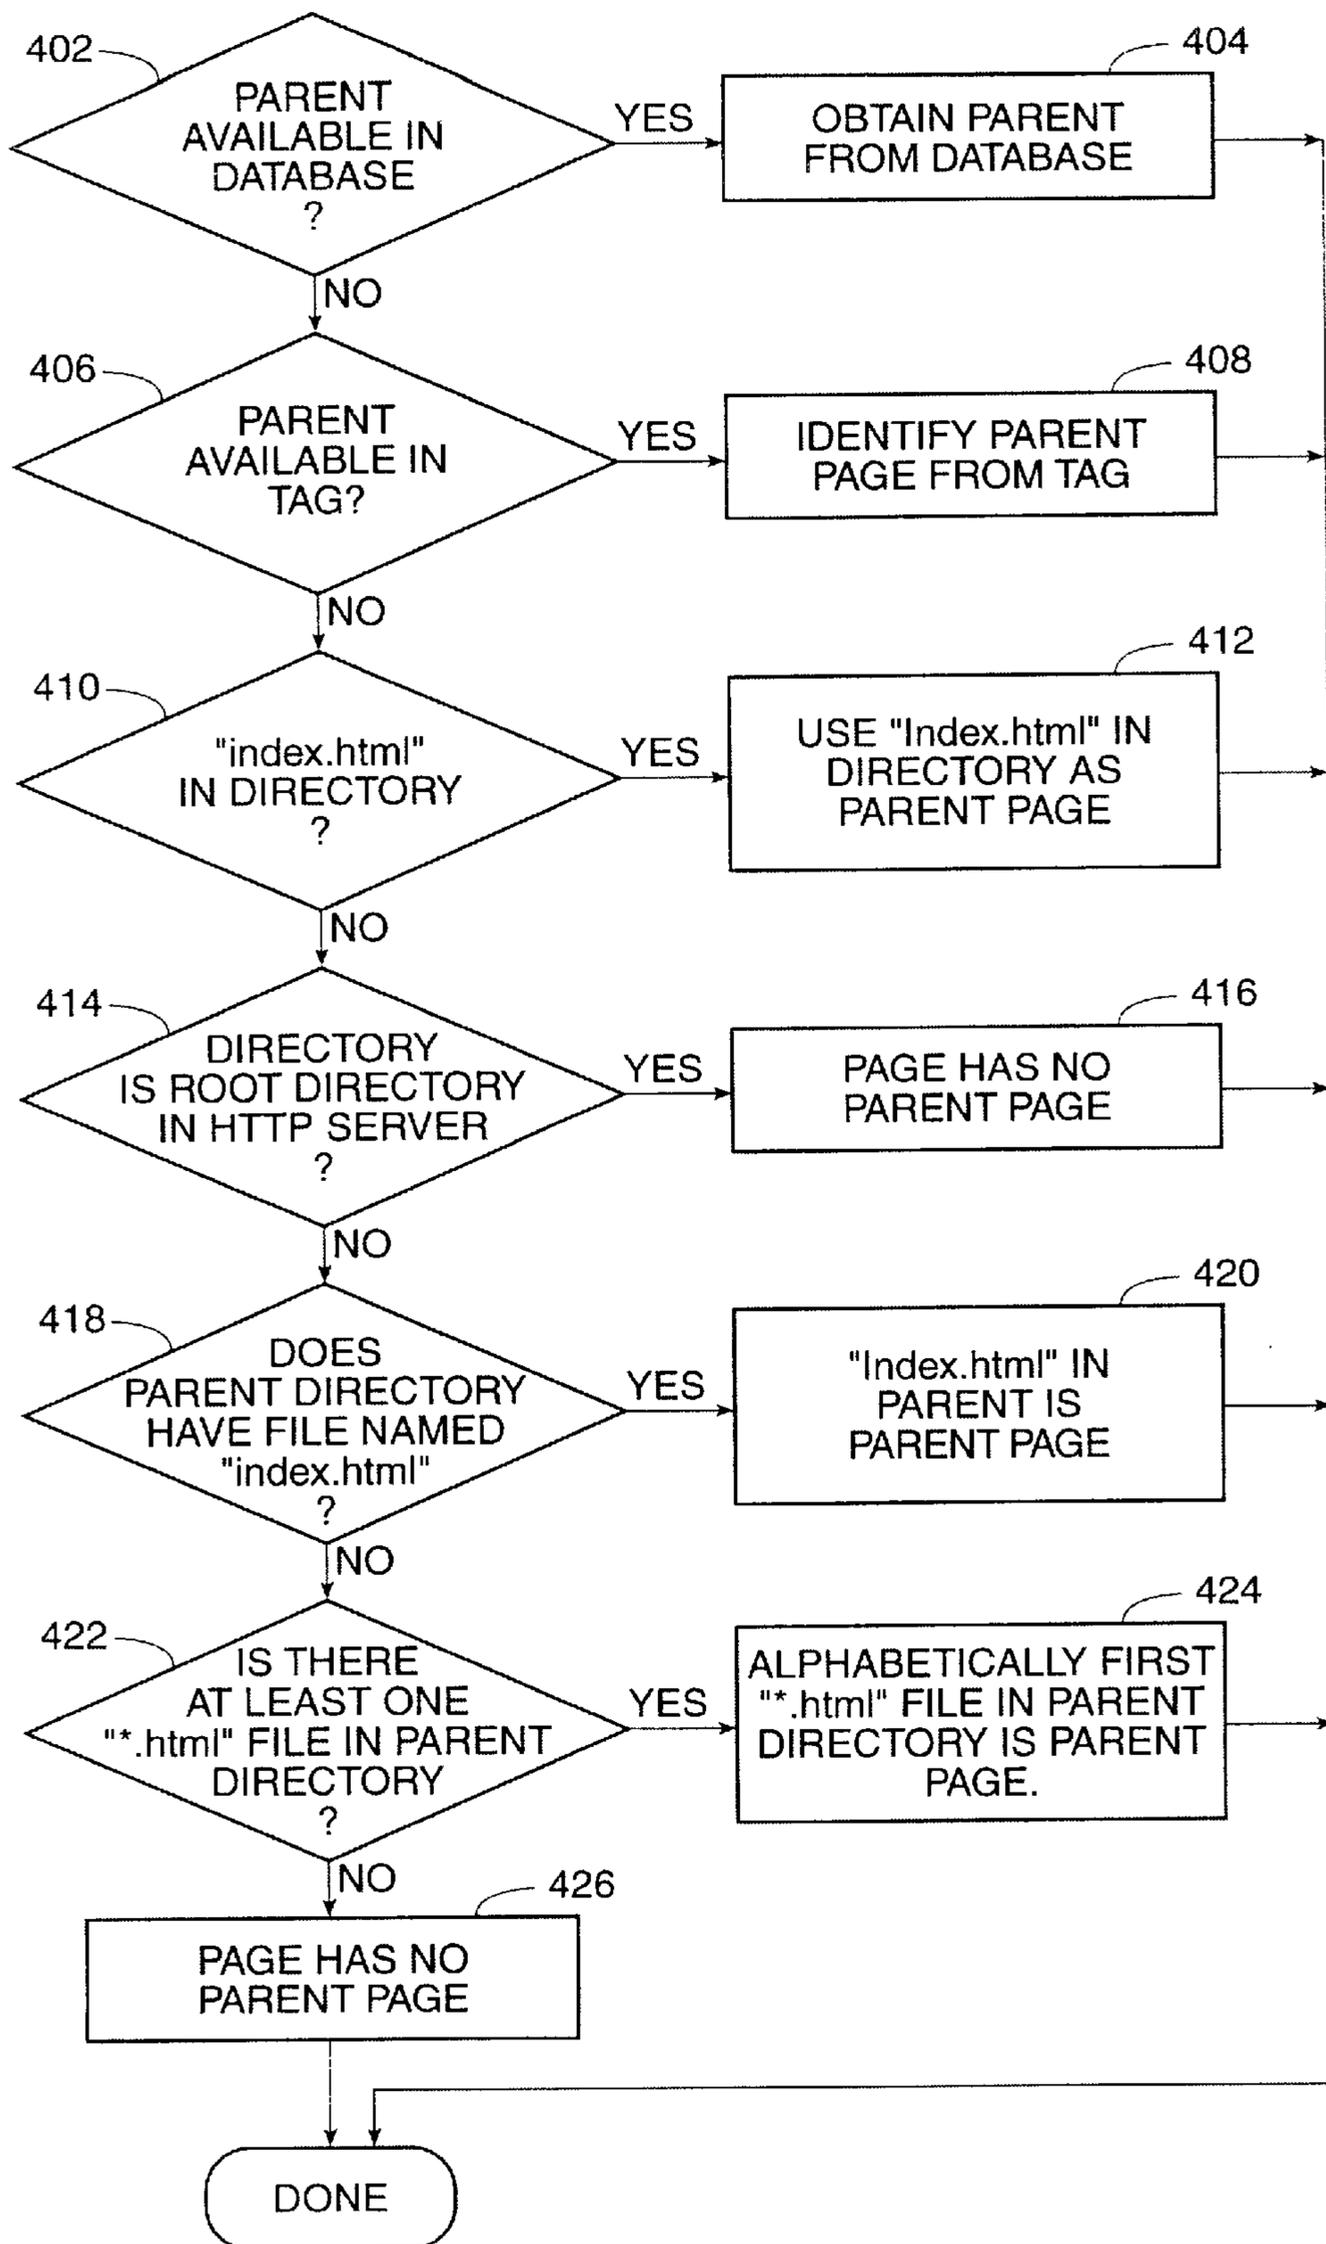 402
PARENT
AVAILABLE IN
DATABASE
?
YES
404
OBTAIN PARENT
FROM DATABASE
NO
406
PARENT
AVAILABLE IN
TAG?
YES
408
IDENTIFY PARENT
PAGE FROM TAG
NO
410
"index.html"
IN DIRECTORY
?
YES
412
USE "Index.html" IN
DIRECTORY AS
PARENT PAGE
NO
414
DIRECTORY
IS ROOT DIRECTORY
IN HTTP SERVER
?
YES
416
PAGE HAS NO
PARENT PAGE
NO
418
DOES
PARENT DIRECTORY
HAVE FILE NAMED
"index.html"
?
YES
420
"Index.html" IN
PARENT IS
PARENT PAGE
NO
422
IS THERE
AT LEAST ONE
"*.html" FILE IN PARENT
DIRECTORY
?
YES
424
ALPHABETICALLY FIRST
"*.html" FILE IN PARENT
DIRECTORY IS PARENT
PAGE.
NO
426
PAGE HAS NO
PARENT PAGE
DONE